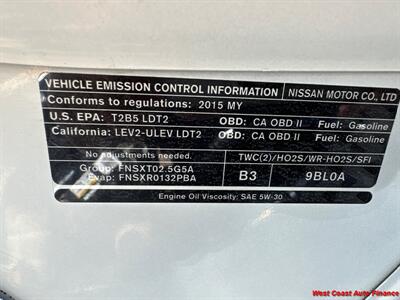 VEHICLE EMISSION CONTROL INFORMATION NISSAN MOTOR CO., LTD
Conforms to regulations: 2015 MY
U.S. EPA: T2B5 LDT2 OBD: CA OBD II Fuel: Gasoline
California: LEV2-ULEV LDT2 OBD: CA OBD II Fuel: Gasoline
No adjustments needed. TWC(2)/HO2S/WR-HO2S/SFI
Group: FNSXT02.5G5A
Evap: FNSXR0132PBA B3 9BL0A
Engine Oil Viscosity: SAE 5W-30
West Coast Auto Finance